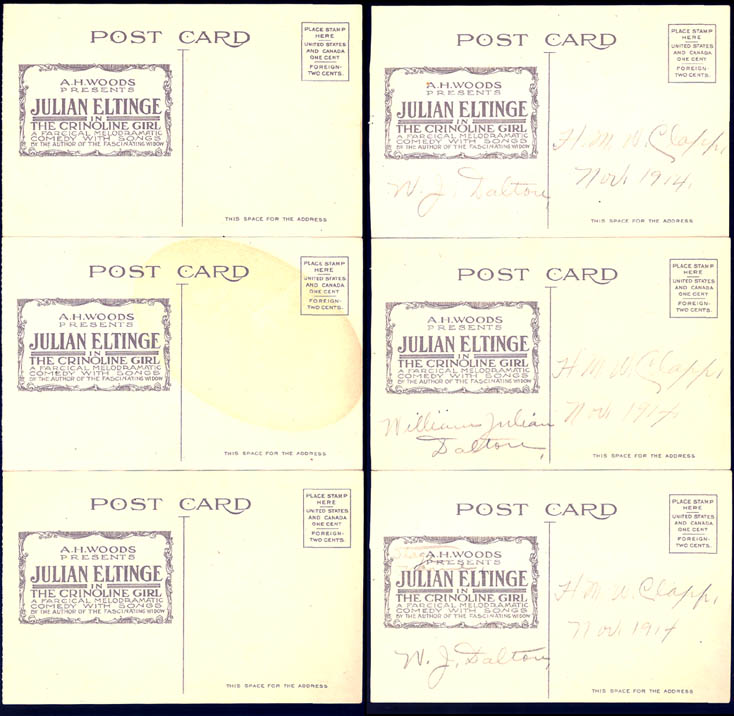 POST CARD
PLACE STAMP
HERE
UNITED STATES
AND CANADA
ONE CENT
FOREIGN-
TWO CENTS.
A.H.WOODS
PRESENTS
JULIAN ELTINGE
IN
THE CRINOLINE GIRL
A FARCICAL MELODRAMATIC
COMEDY WITH SONGS
BY THE AUTHOR OF THE FASCINATING WIDOW
THIS SPACE FOR THE ADDRESS
POST CARD
PLACE STAMP
HERE
UNITED STATES
AND CANADA
ONE CENT
FOREIGN-
TWO CENTS.
A.H.WOODS
PRESENTS
JULIAN ELTINGE
IN
THE CRINOLINE GIRL
A FARCICAL MELODRAMATIC
COMEDY WITH SONGS
BY THE AUTHOR OF THE FASCINATING WIDOW
W. J. Dalton,
H. M. W. Clapp,
Nov. 1914,
THIS SPACE FOR THE ADDRESS
POST CARD
PLACE STAMP
HERE
UNITED STATES
AND CANADA
ONE CENT
FOREIGN-
TWO CENTS.
A.H.WOODS
PRESENTS
JULIAN ELTINGE
IN
THE CRINOLINE GIRL
A FARCICAL MELODRAMATIC
COMEDY WITH SONGS
BY THE AUTHOR OF THE FASCINATING WIDOW
THIS SPACE FOR THE ADDRESS
POST CARD
PLACE STAMP
HERE
UNITED STATES
AND CANADA
ONE CENT
FOREIGN-
TWO CENTS.
A.H.WOODS
PRESENTS
JULIAN ELTINGE
IN
THE CRINOLINE GIRL
A FARCICAL MELODRAMATIC
COMEDY WITH SONGS
BY THE AUTHOR OF THE FASCINATING WIDOW
William Julian
Dalton,
H. M. W. Clapp,
Nov. 1914
THIS SPACE FOR THE ADDRESS
POST CARD
PLACE STAMP
HERE
UNITED STATES
AND CANADA
ONE CENT
FOREIGN-
TWO CENTS.
A.H.WOODS
PRESENTS
JULIAN ELTINGE
IN
THE CRINOLINE GIRL
A FARCICAL MELODRAMATIC
COMEDY WITH SONGS
BY THE AUTHOR OF THE FASCINATING WIDOW
THIS SPACE FOR THE ADDRESS
POST CARD
PLACE STAMP
HERE
UNITED STATES
AND CANADA
ONE CENT
FOREIGN-
TWO CENTS.
A.H.WOODS
PRESENTS
JULIAN ELTINGE
IN
THE CRINOLINE GIRL
A FARCICAL MELODRAMATIC
COMEDY WITH SONGS
BY THE AUTHOR OF THE FASCINATING WIDOW
W. J. Dalton,
H. M. W. Clapp,
Nov. 1914
THIS SPACE FOR THE ADDRESS